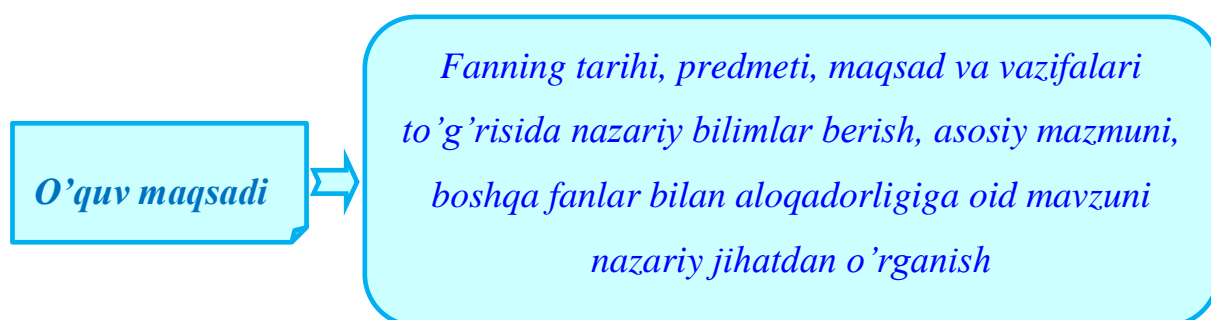 O’quv maqsadi
Fanning tarihi, predmeti, maqsad va vazifalari
to’g’risida nazariy bilimlar berish, asosiy mazmuni,
boshqa fanlar bilan aloqadorligiga oid mavzuni
nazariy jihatdan o’rganish